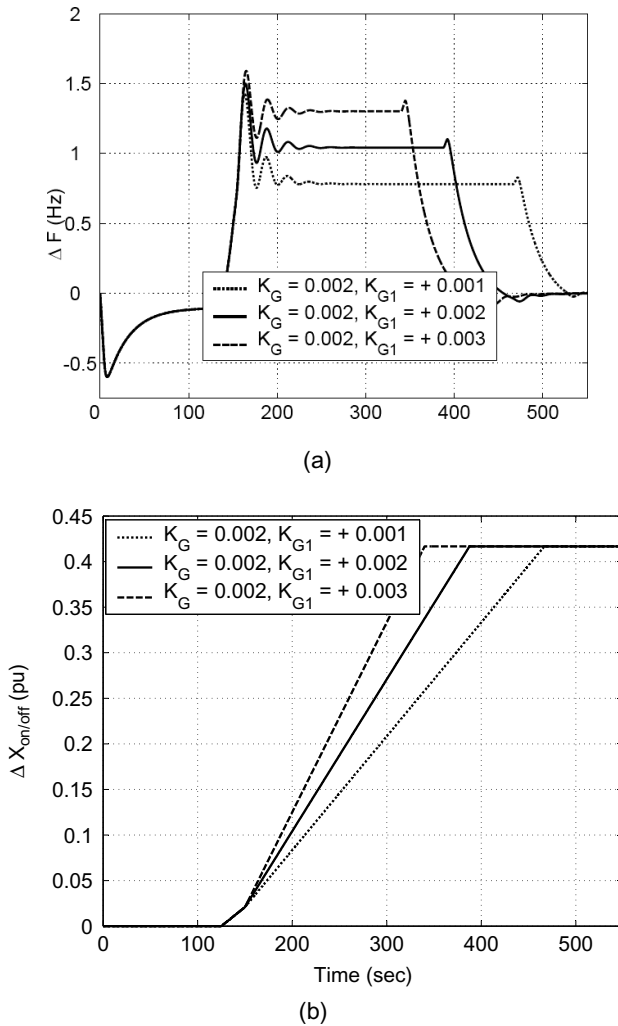 2
1.5
1
0.5
0
-0.5
Δ F (Hz)
K_G = 0.002, K_G1 = + 0.001
K_G = 0.002, K_G1 = + 0.002
K_G = 0.002, K_G1 = + 0.003
0 100 200 300 400 500
(a)
0.45
0.4
0.35
0.3
0.25
0.2
0.15
0.1
0.05
0
Δ X_on/off (pu)
K_G = 0.002, K_G1 = + 0.001
K_G = 0.002, K_G1 = + 0.002
K_G = 0.002, K_G1 = + 0.003
0 100 200 300 400 500
Time (sec)
(b)